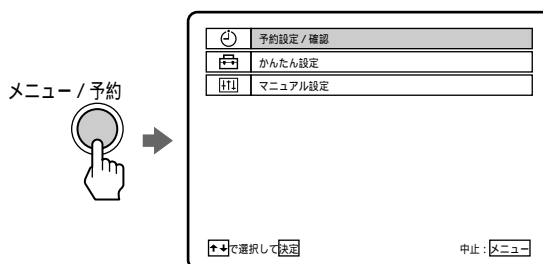 メニュー / 予約
予約設定 / 確認
かんたん設定
マニュアル設定
↑↓で選択して決定
中止 : メニュー